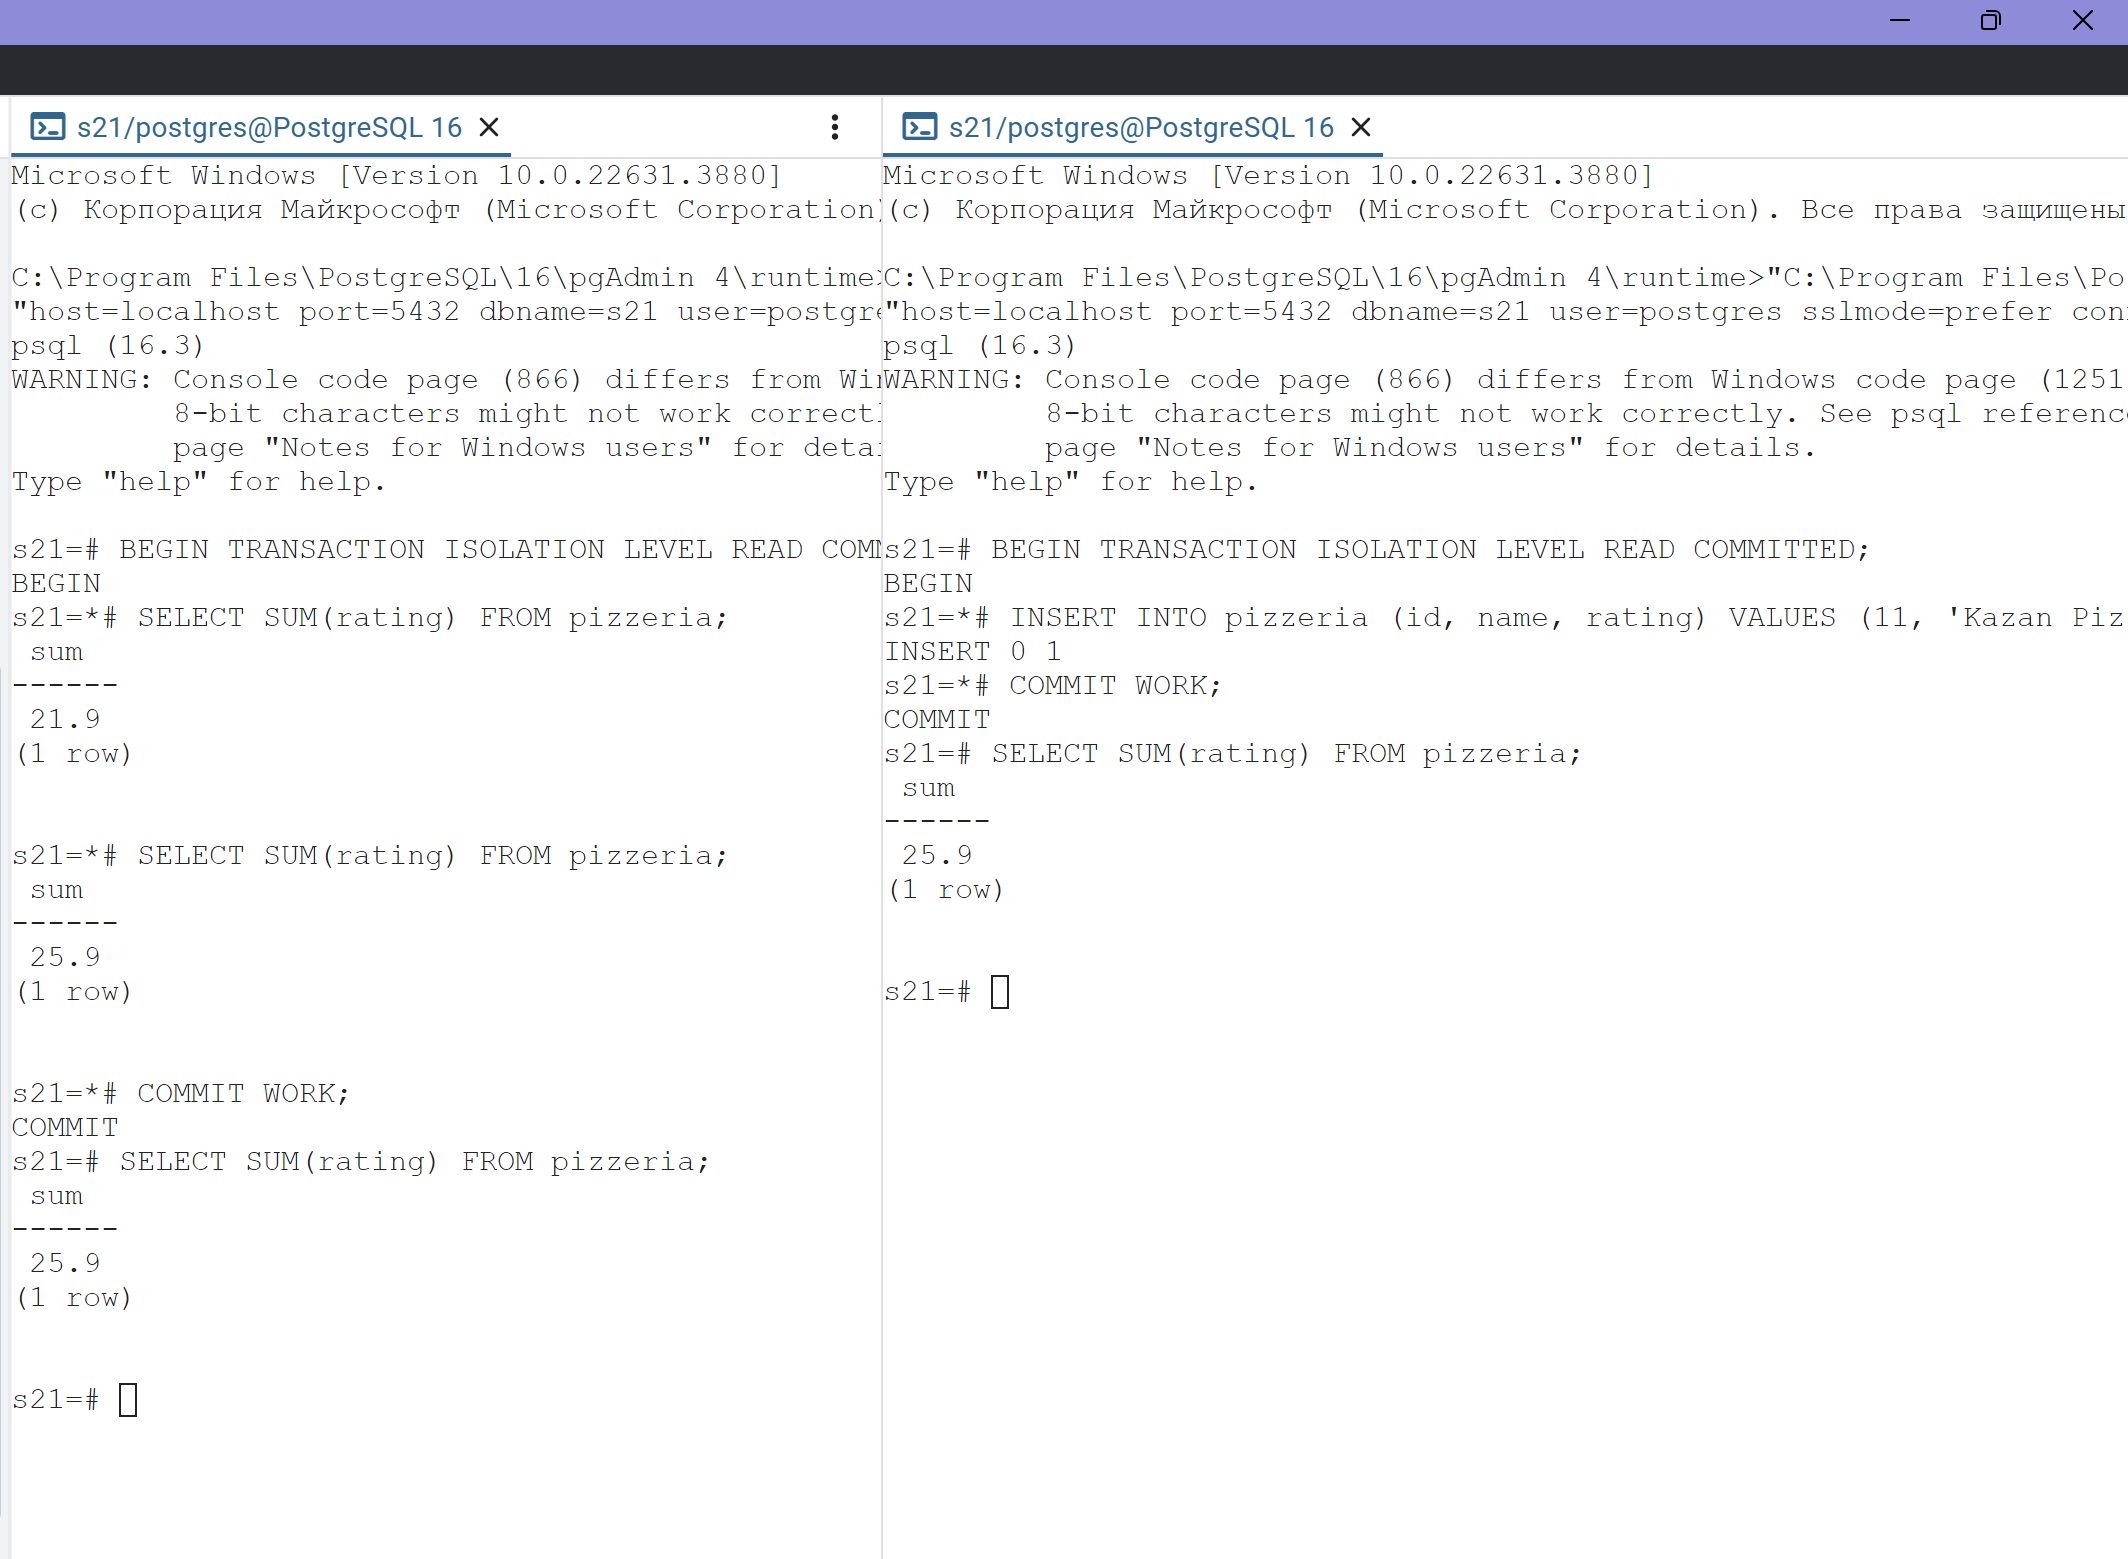 s21/postgres@PostgreSQL 16
Microsoft Windows [Version 10.0.22631.3880]
(c) Корпорация Майкрософт (Microsoft Corporation)
C:\Program Files\PostgreSQL\16\pgAdmin 4\runtime>
"host=localhost port=5432 dbname=s21 user=postgre
psql (16.3)
WARNING: Console code page (866) differs from Win
8-bit characters might not work correctl
page "Notes for Windows users" for detai
Type "help" for help.
s21=# BEGIN TRANSACTION ISOLATION LEVEL READ COMM
BEGIN
s21=*# SELECT SUM(rating) FROM pizzeria;
sum
------
21.9
(1 row)
s21=*# SELECT SUM(rating) FROM pizzeria;
sum
------
25.9
(1 row)
s21=*# COMMIT WORK;
COMMIT
s21=# SELECT SUM(rating) FROM pizzeria;
sum
------
25.9
(1 row)
s21=#
s21/postgres@PostgreSQL 16
Microsoft Windows [Version 10.0.22631.3880]
(c) Корпорация Майкрософт (Microsoft Corporation). Все права защищены
C:\Program Files\PostgreSQL\16\pgAdmin 4\runtime>"C:\Program Files\Po
"host=localhost port=5432 dbname=s21 user=postgres sslmode=prefer con
psql (16.3)
WARNING: Console code page (866) differs from Windows code page (1251
8-bit characters might not work correctly. See psql referenc
page "Notes for Windows users" for details.
Type "help" for help.
s21=# BEGIN TRANSACTION ISOLATION LEVEL READ COMMITTED;
BEGIN
s21=*# INSERT INTO pizzeria (id, name, rating) VALUES (11, 'Kazan Piz
INSERT 0 1
s21=*# COMMIT WORK;
COMMIT
s21=# SELECT SUM(rating) FROM pizzeria;
sum
------
25.9
(1 row)
s21=#